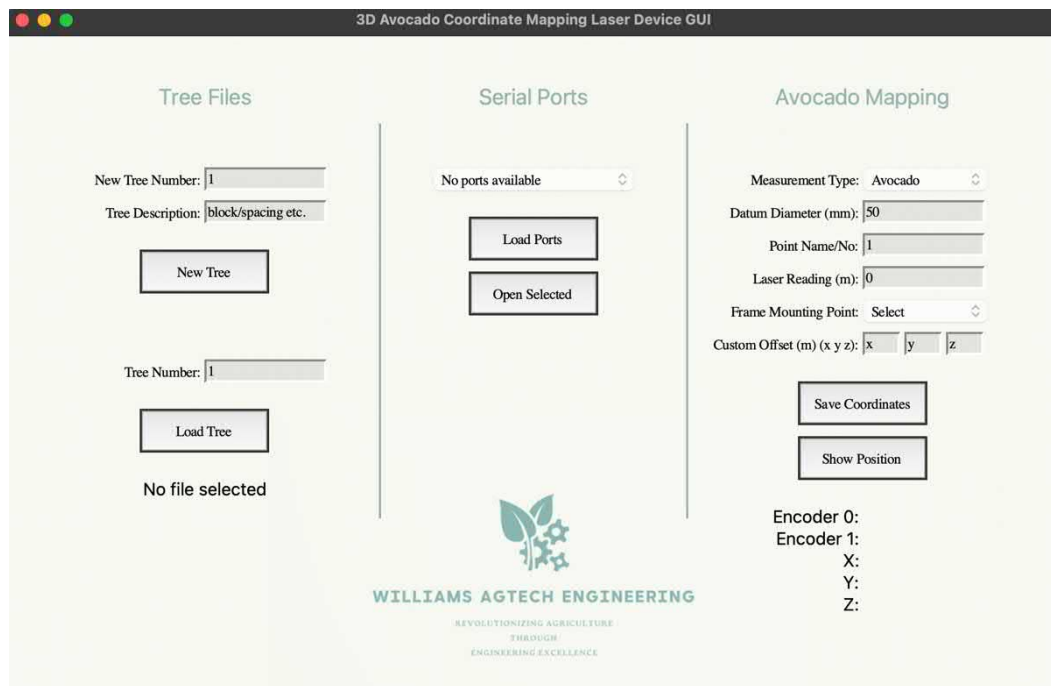 3D Avocado Coordinate Mapping Laser Device GUI
Tree Files
New Tree Number: 1
Tree Description: block/spacing etc.
New Tree
Tree Number: 1
Load Tree
No file selected
Serial Ports
No ports available
Load Ports
Open Selected
WILLIAMS AGTECH ENGINEERING
REVOLUTIONIZING AGRICULTURE
THROUGH
ENGINEERING EXCELLENCE
Avocado Mapping
Measurement Type: Avocado
Datum Diameter (mm): 50
Point Name/No: 1
Laser Reading (m): 0
Frame Mounting Point: Select
Custom Offset (m) (x y z): x y z
Save Coordinates
Show Position
Encoder 0:
Encoder 1:
X:
Y:
Z: